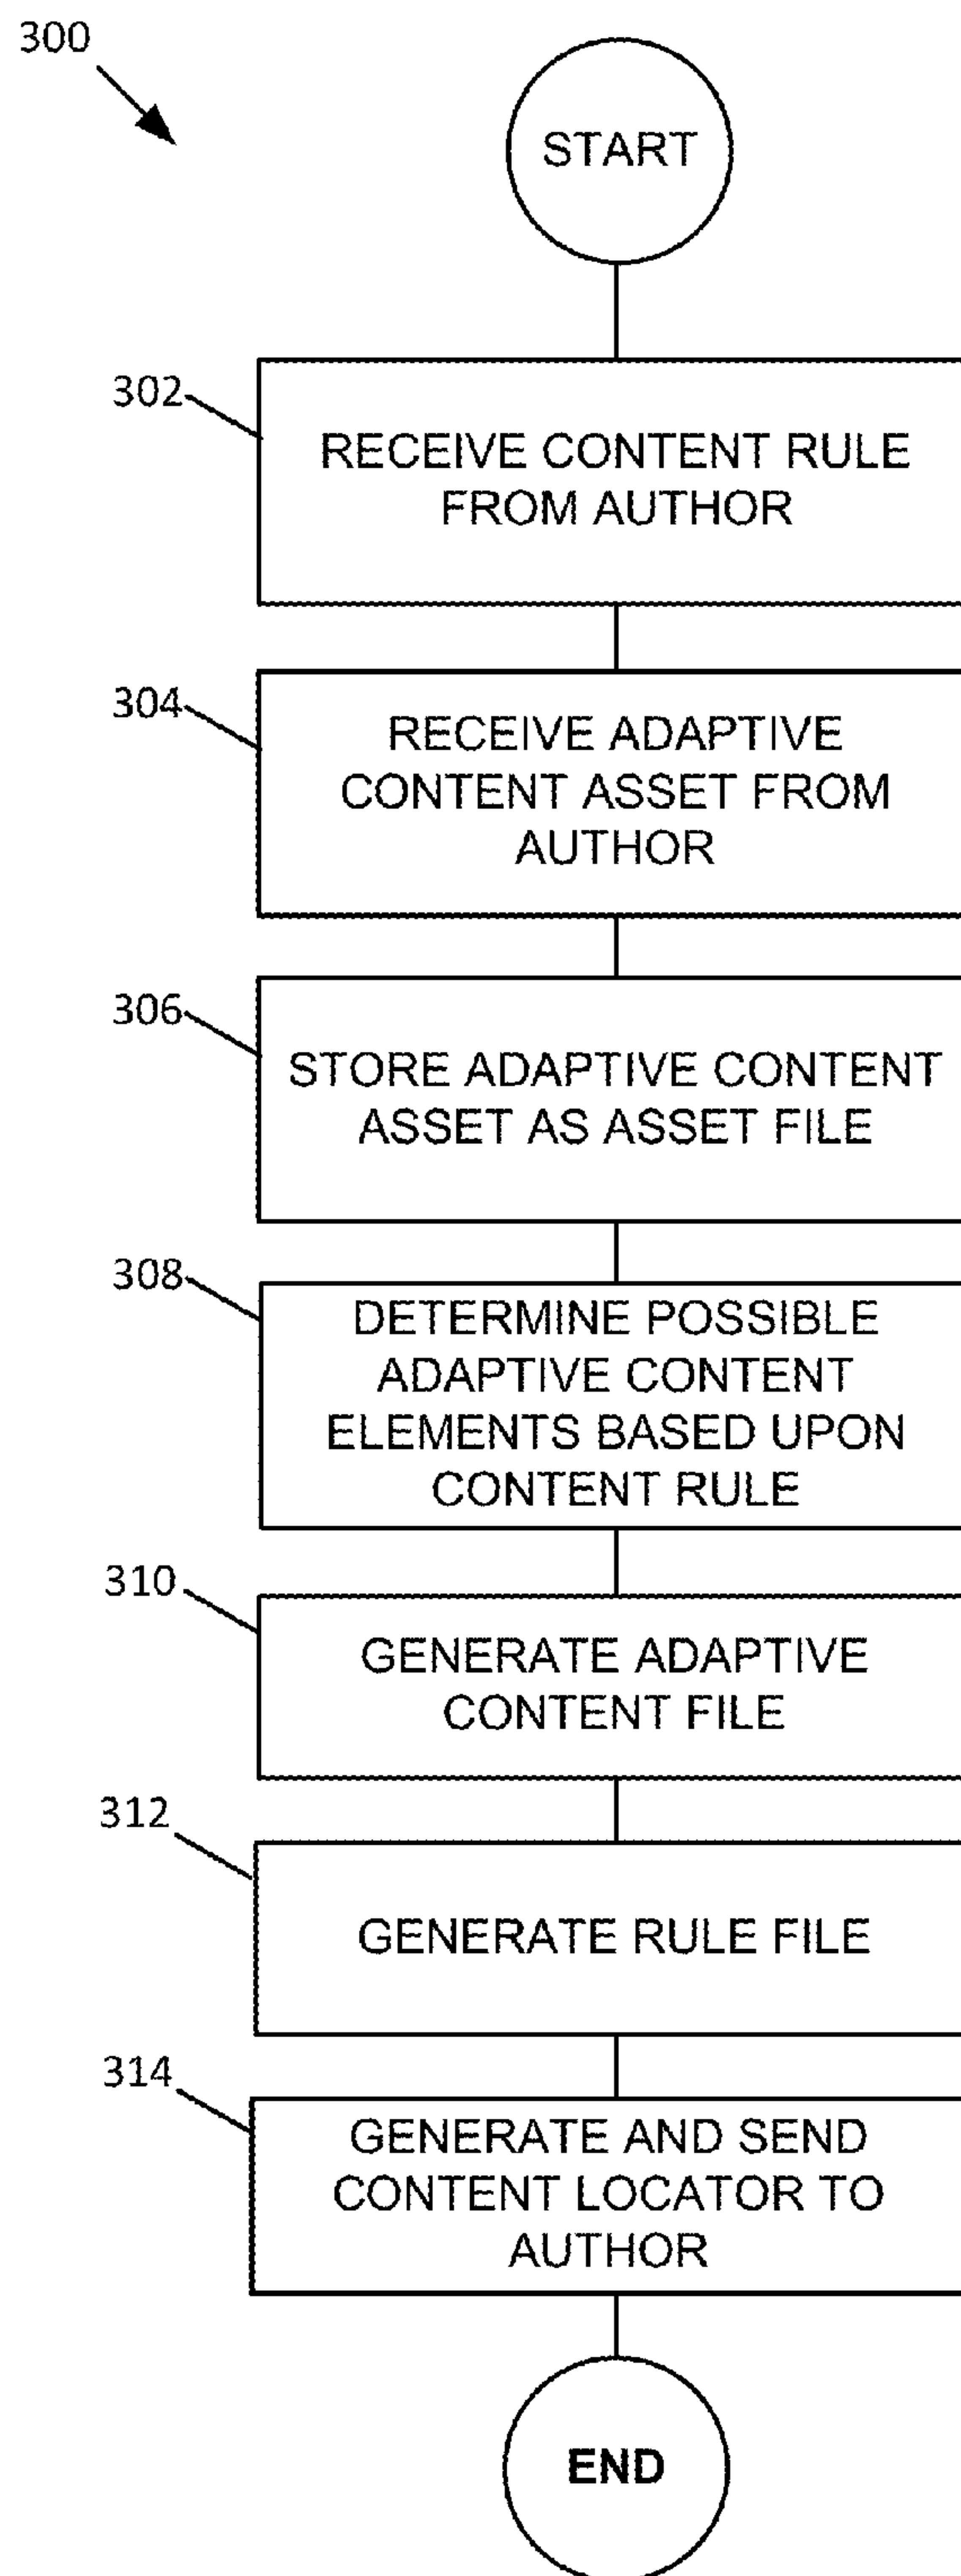 300
START
302
RECEIVE CONTENT RULE
FROM AUTHOR
304
RECEIVE ADAPTIVE
CONTENT ASSET FROM
AUTHOR
306
STORE ADAPTIVE CONTENT
ASSET AS ASSET FILE
308
DETERMINE POSSIBLE
ADAPTIVE CONTENT
ELEMENTS BASED UPON
CONTENT RULE
310
GENERATE ADAPTIVE
CONTENT FILE
312
GENERATE RULE FILE
314
GENERATE AND SEND
CONTENT LOCATOR TO
AUTHOR
END